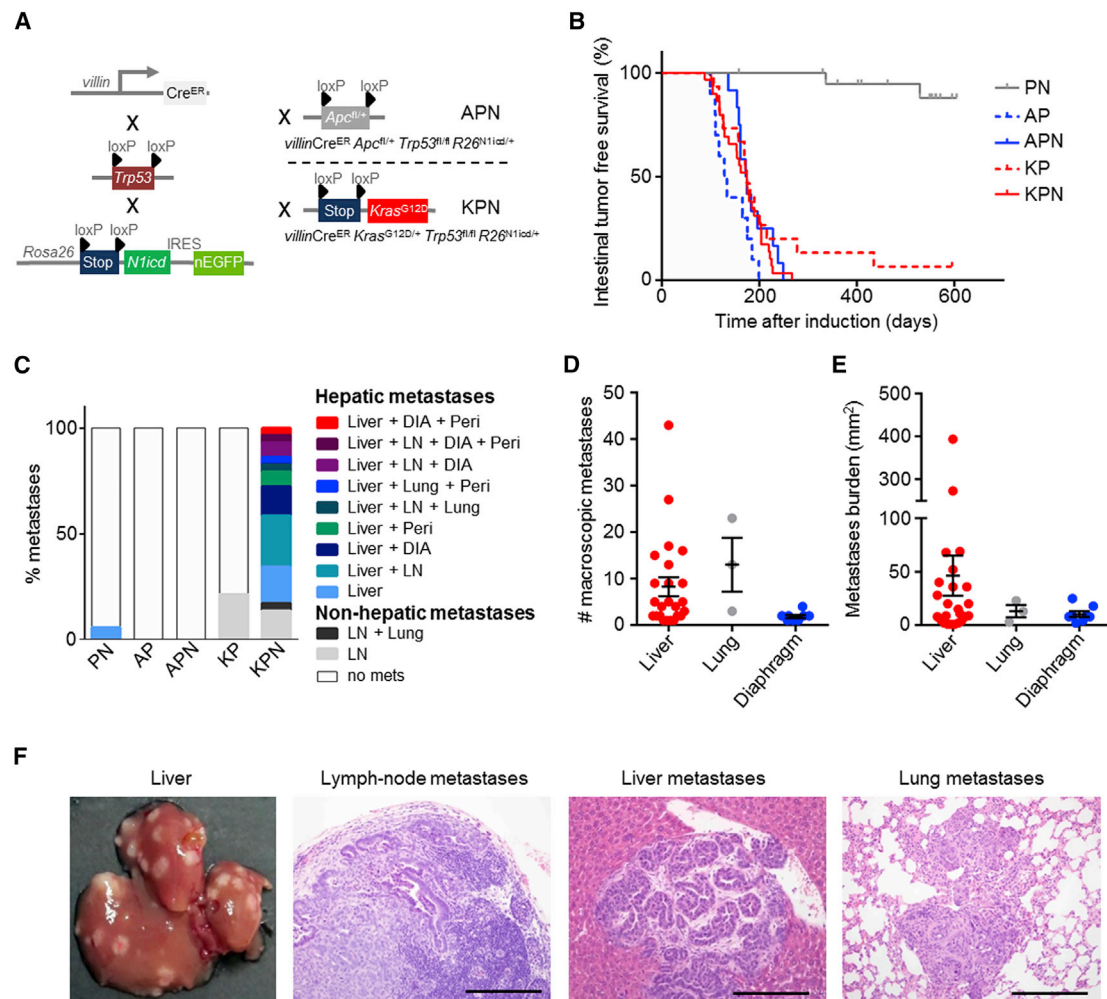 A
villin
Cre^ER
X
loxP loxP
Trp53
X
loxP loxP
Rosa26 IRES
Stop N1icd nEGFP
loxP loxP
X Apc^fl/+ APN
villinCre^ER Apc^fl/+ Trp53^fl/fl R26^N1icd/+
loxP loxP
X Stop Kras^G12D KPN
villinCre^ER Kras^G12D/+ Trp53^fl/fl R26^N1icd/+
B
Intestinal tumor free survival (%)
100
50
0
0 200 400 600
Time after induction (days)
PN
AP
APN
KP
KPN
C
% metastases
100
50
0
PN AP APN KP KPN
Hepatic metastases
Liver + DIA + Peri
Liver + LN + DIA + Peri
Liver + LN + DIA
Liver + Lung + Peri
Liver + LN + Lung
Liver + Peri
Liver + DIA
Liver + LN
Liver
Non-hepatic metastases
LN + Lung
LN
no mets
D
# macroscopic metastases
50
40
30
20
10
0
Liver Lung Diaphragm
E
Metastases burden (mm²)
500
400
300
200
100
50
0
Liver Lung Diaphragm
F
Liver
Lymph-node metastases
Liver metastases
Lung metastases